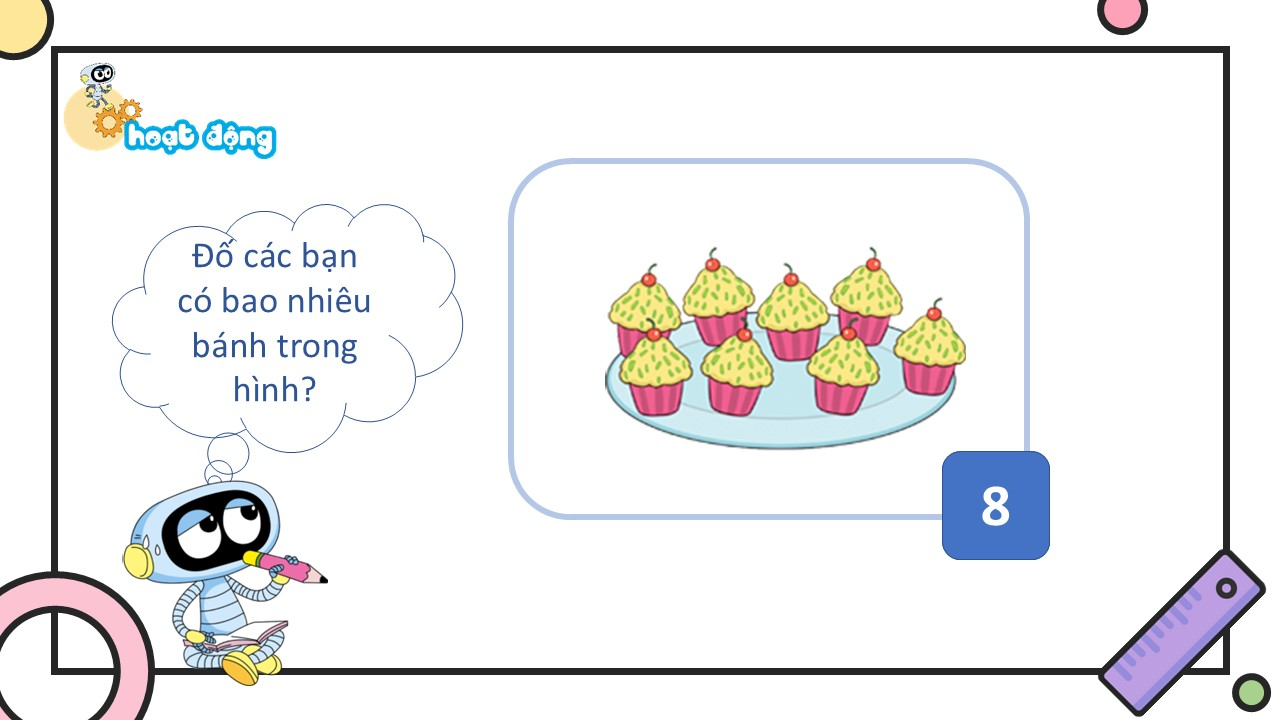 hoạt động
Đố các bạn
có bao nhiêu
bánh trong
hình?
8